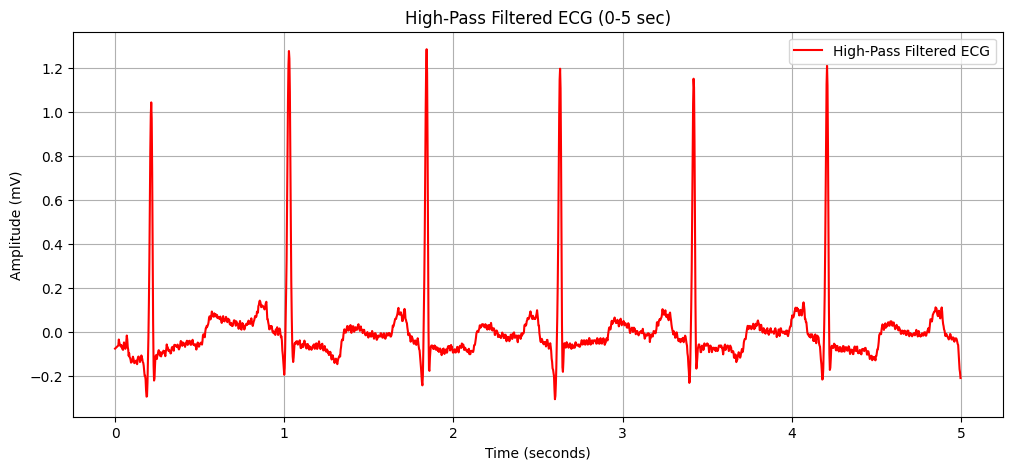 High-Pass Filtered ECG (0-5 sec)
High-Pass Filtered ECG
1.2
1.0
0.8
0.6
0.4
0.2
0.0
−0.2
Amplitude (mV)
0 1 2 3 4 5
Time (seconds)